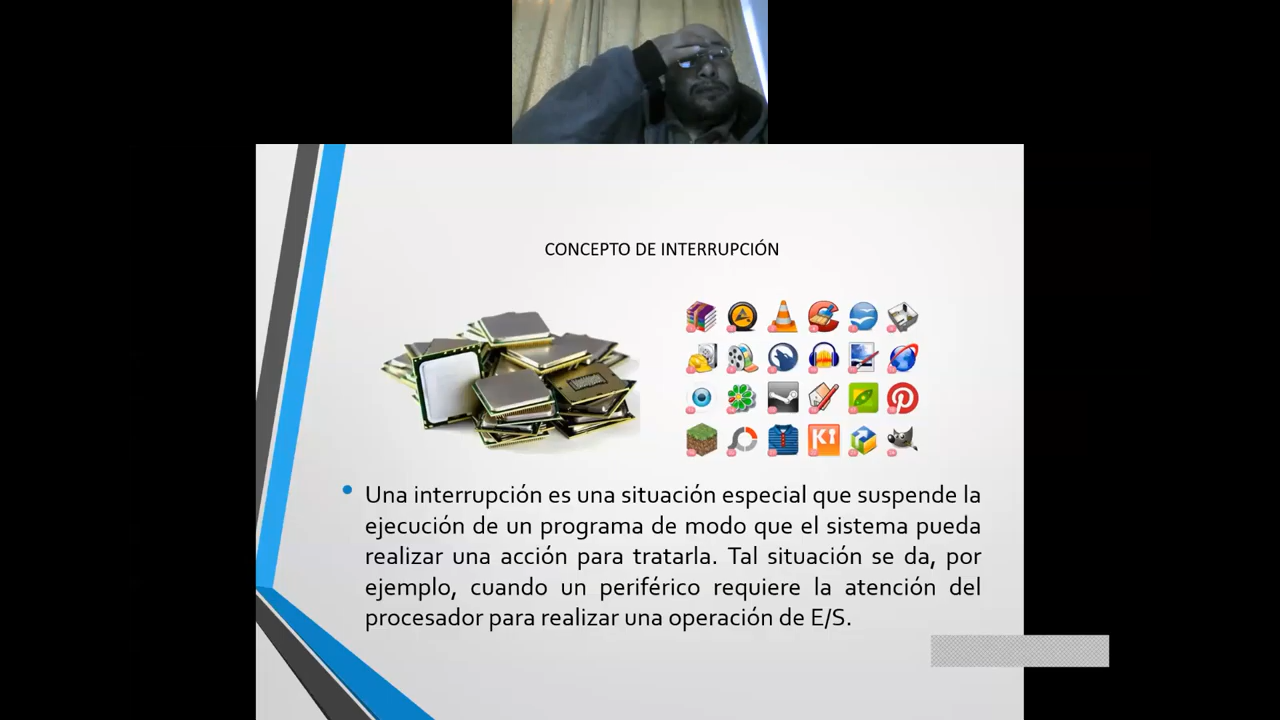 CONCEPTO DE INTERRUPCIÓN
Ki
Una interrupción es una situación especial que suspende la
ejecución de un programa de modo que el sistema pueda
realizar una acción para tratarla. Tal situación se da, por
ejemplo, cuando un periférico requiere la atención del
procesador para realizar una operación de E/S.